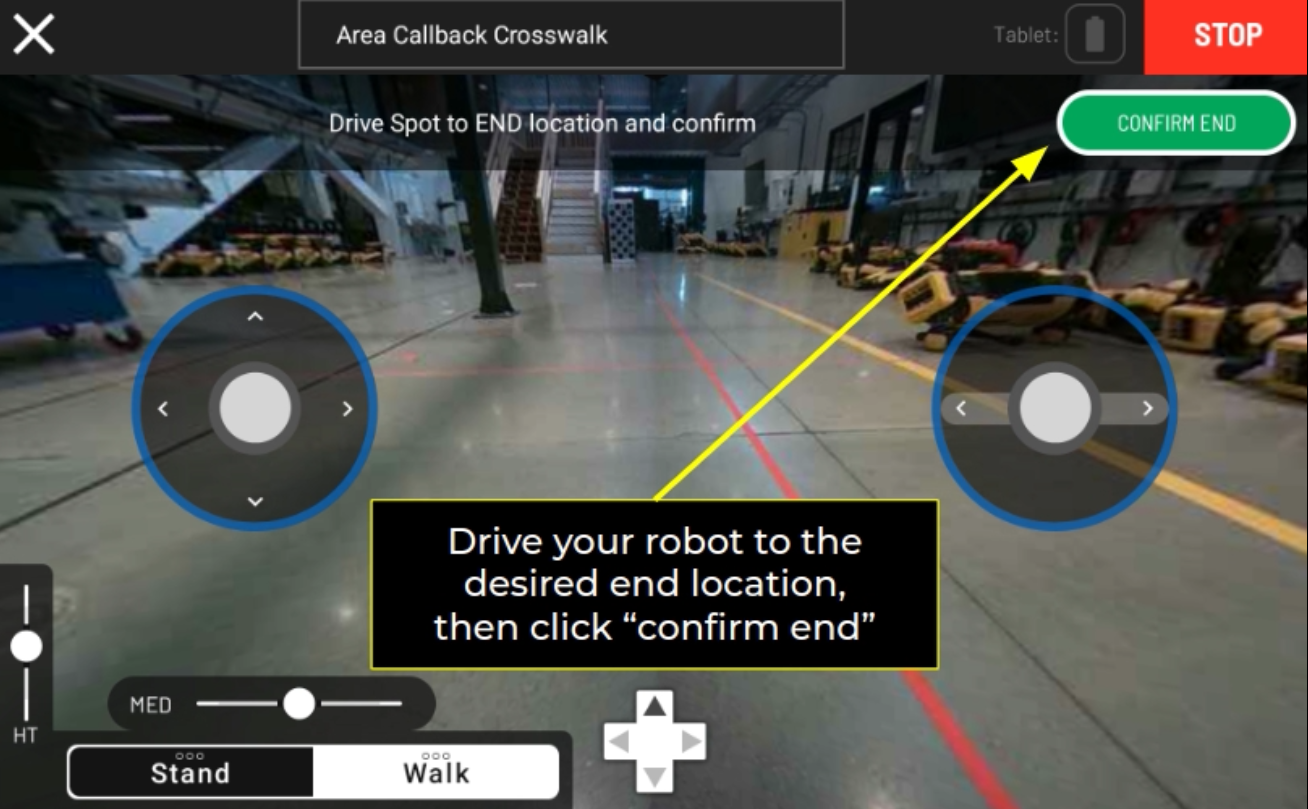 Area Callback Crosswalk
Tablet:
STOP
Drive Spot to END location and confirm
CONFIRM END
Drive your robot to the
desired end location,
then click “confirm end”
MED
HT
Stand
Walk